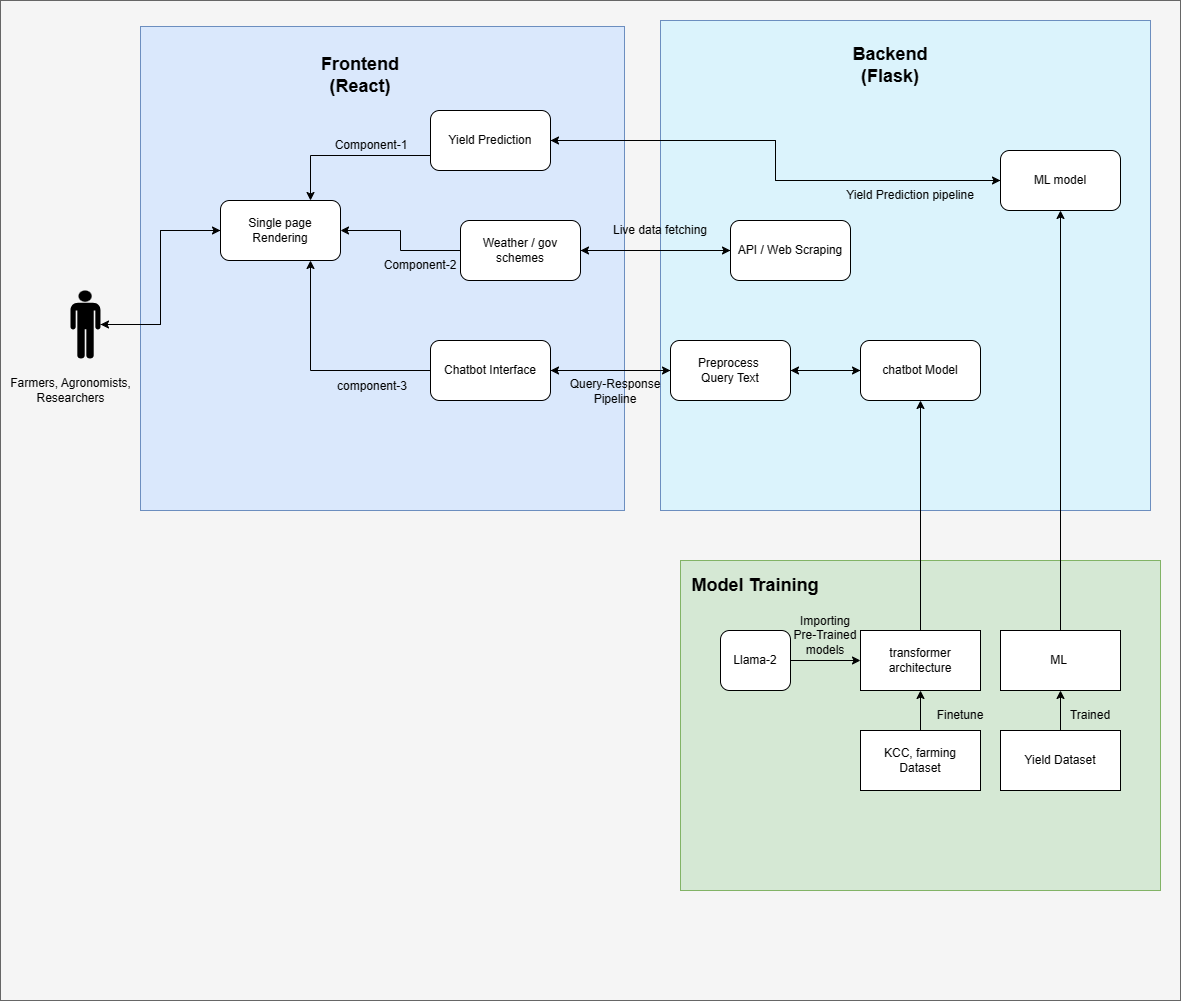 Frontend
(React)
Backend
(Flask)
Component-1
Yield Prediction
ML model
Yield Prediction pipeline
Single page
Rendering
Component-2
Weather / gov
schemes
Live data fetching
API / Web Scraping
Farmers, Agronomists,
Researchers
component-3
Chatbot Interface
Query-Response
Pipeline
Preprocess
Query Text
chatbot Model
Model Training
Llama-2
Importing
Pre-Trained
models
transformer
architecture
ML
Finetune
Trained
KCC, farming
Dataset
Yield Dataset